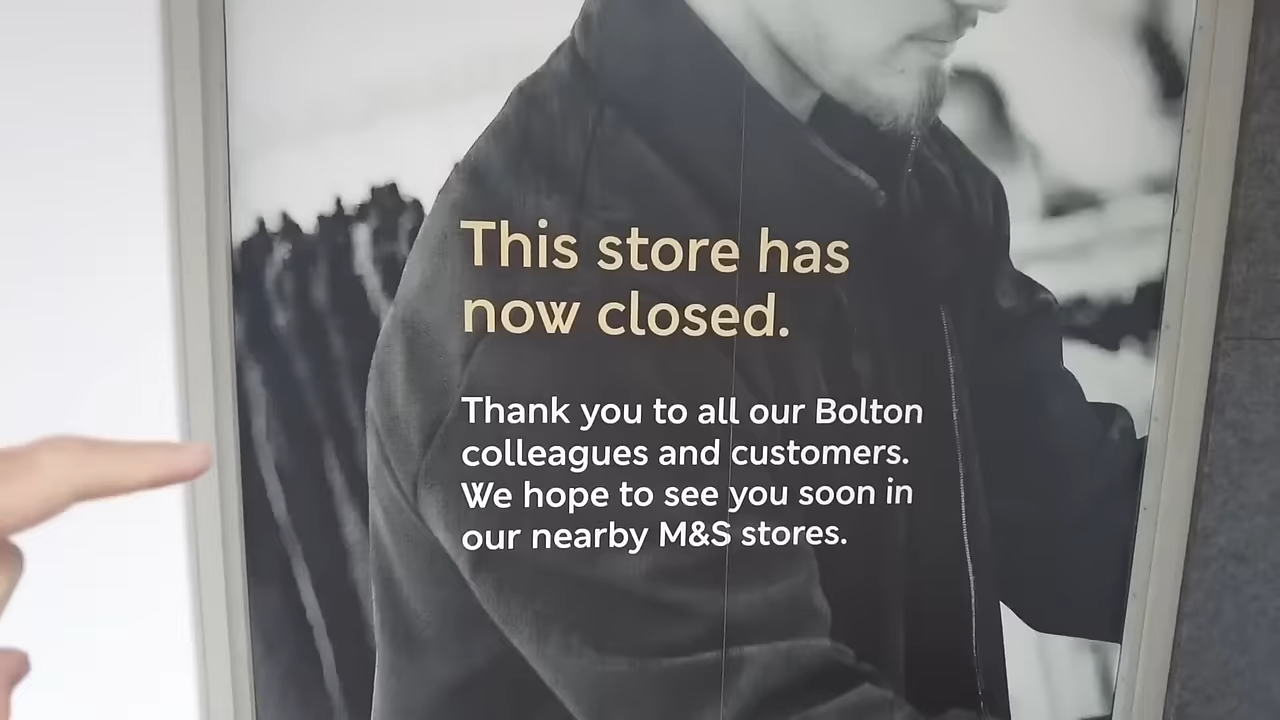 This store has
now closed.
Thank you to all our Bolton
colleagues and customers.
We hope to see you soon in
our nearby M&S stores.